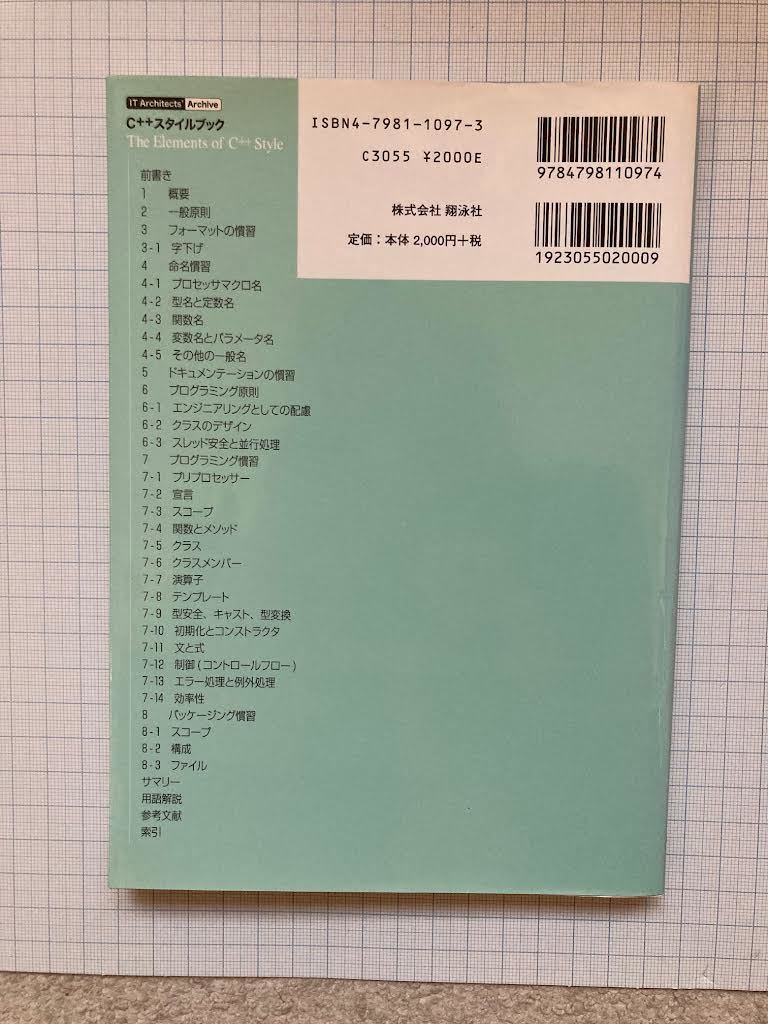 IT Architects' Archive
C++スタイルブック
The Elements of C++ Style
前書き
1 概要
2 一般原則
3 フォーマットの慣習
3-1 字下げ
4 命名慣習
4-1 プロセッサマクロ名
4-2 型名と定数名
4-3 関数名
4-4 変数名とパラメータ名
4-5 その他の一般名
5 ドキュメンテーションの慣習
6 プログラミング原則
6-1 エンジニアリングとしての配慮
6-2 クラスのデザイン
6-3 スレッド安全と並行処理
7 プログラミング慣習
7-1 プリプロセッサー
7-2 宣言
7-3 スコープ
7-4 関数とメソッド
7-5 クラス
7-6 クラスメンバー
7-7 演算子
7-8 テンプレート
7-9 型安全、キャスト、型変換
7-10 初期化とコンストラクタ
7-11 文と式
7-12 制御(コントロールフロー)
7-13 エラー処理と例外処理
7-14 効率性
8 パッケージング慣習
8-1 スコープ
8-2 構成
8-3 ファイル
サマリー
用語解説
参考文献
索引
ISBN4-7981-1097-3
C3055 ¥2000E
株式会社 翔泳社
定価：本体 2,000円+税
9784798110974
1923055020009